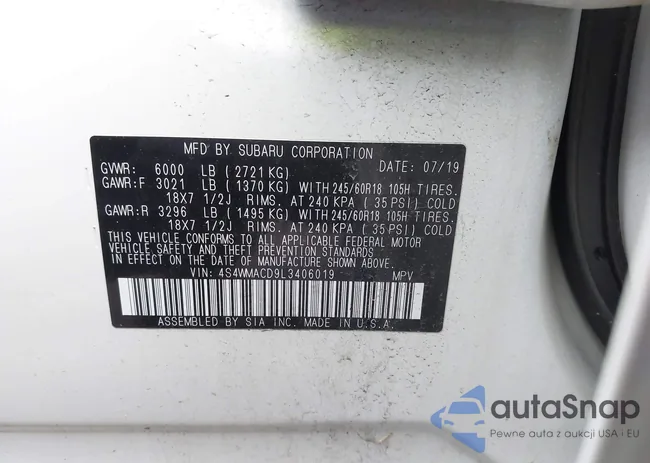 MFD BY SUBARU CORPORATION
GVWR: 6000 LB (2721 KG) DATE: 07/19
GAWR:F 3021 LB (1370 KG) WITH 245/60R18 105H TIRES.
18X7 1/2J RIMS. AT 240 KPA (35 PSI) COLD
GAWR:R 3296 LB (1495 KG) WITH 245/60R18 105H TIRES.
18X7 1/2J RIMS. AT 240 KPA (35 PSI) COLD
THIS VEHICLE CONFORMS TO ALL APPLICABLE FEDERAL MOTOR
VEHICLE SAFETY AND THEFT PREVENTION STANDARDS
IN EFFECT ON THE DATE OF MANUFACTURE SHOWN ABOVE.
VIN: 4S4WMACD9L3406019 MPV
ASSEMBLED BY SIA INC. MADE IN U.S.A.
autaSnap
Pewne auta z aukcji USA i EU